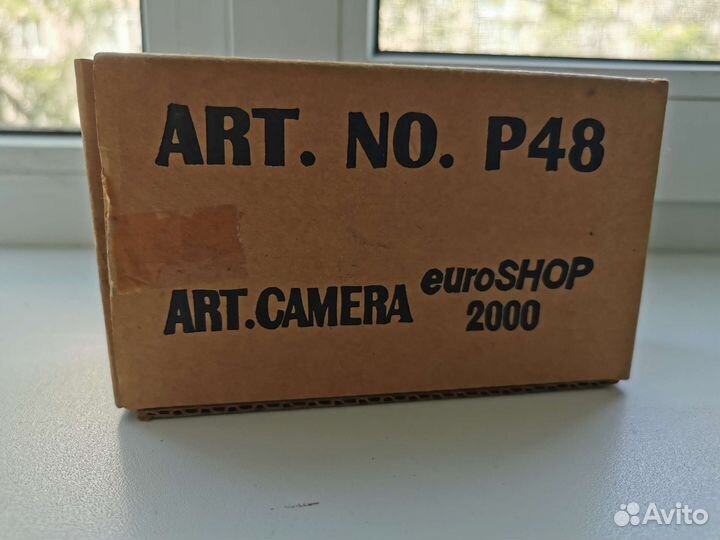 ART. NO. P48
ART.CAMERA euroSHOP
2000
Avito